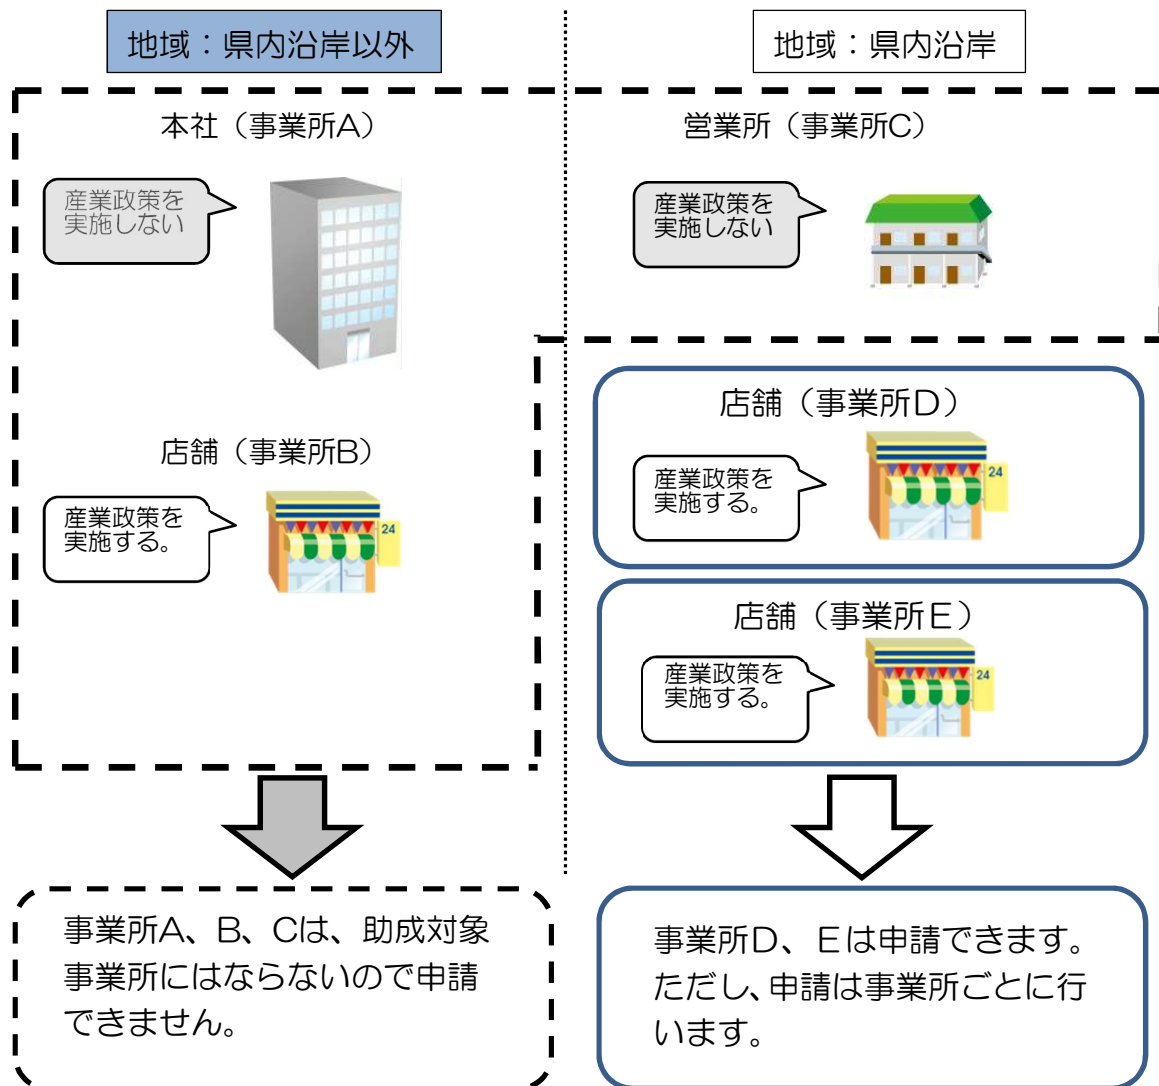 地域：県内沿岸以外
地域：県内沿岸
本社（事業所A）
産業政策を
実施しない
店舗（事業所B）
産業政策を
実施する。
24
営業所（事業所C）
産業政策を
実施しない
店舗（事業所D）
産業政策を
実施する。
24
店舗（事業所E）
産業政策を
実施する。
24
事業所A、B、Cは、助成対象
事業所にはならないので申請
できません。
事業所D、Eは申請できます。
ただし、申請は事業所ごとに行
います。